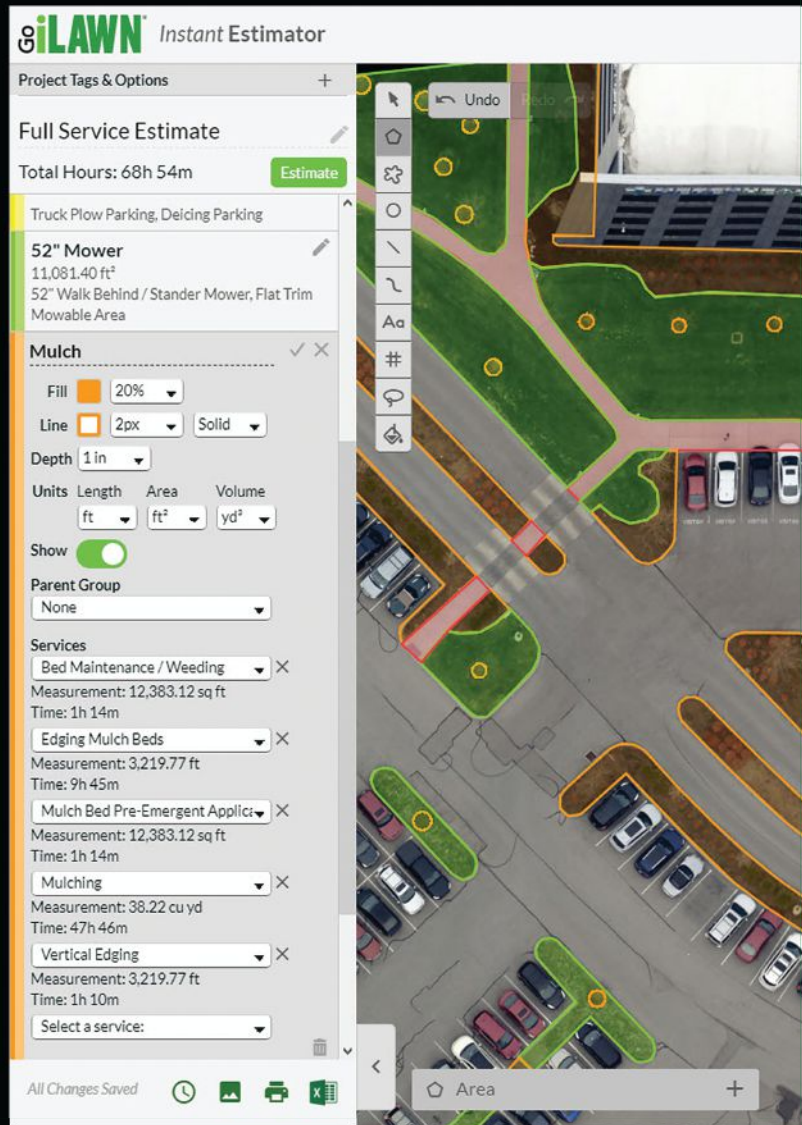 Go iLAWN Instant Estimator
Project Tags & Options +
Undo Redo
Full Service Estimate
Total Hours: 68h 54m Estimate
Truck Plow Parking, Deicing Parking
52" Mower
11,081.40 ft²
52" Walk Behind / Stander Mower, Flat Trim
Mowable Area
Aa
Mulch
Fill 20%
Line 2px Solid
Depth 1 in
Units Length Area Volume
ft ft² yd³
Show
Parent Group
None
Services
Bed Maintenance / Weeding
Measurement: 12,383.12 sq ft
Time: 1h 14m
Edging Mulch Beds
Measurement: 3,219.77 ft
Time: 9h 45m
Mulch Bed Pre-Emergent Applica
Measurement: 12,383.12 sq ft
Time: 1h 14m
Mulching
Measurement: 38.22 cu yd
Time: 47h 46m
Vertical Edging
Measurement: 3,219.77 ft
Time: 1h 10m
Select a service:
All Changes Saved
Area +